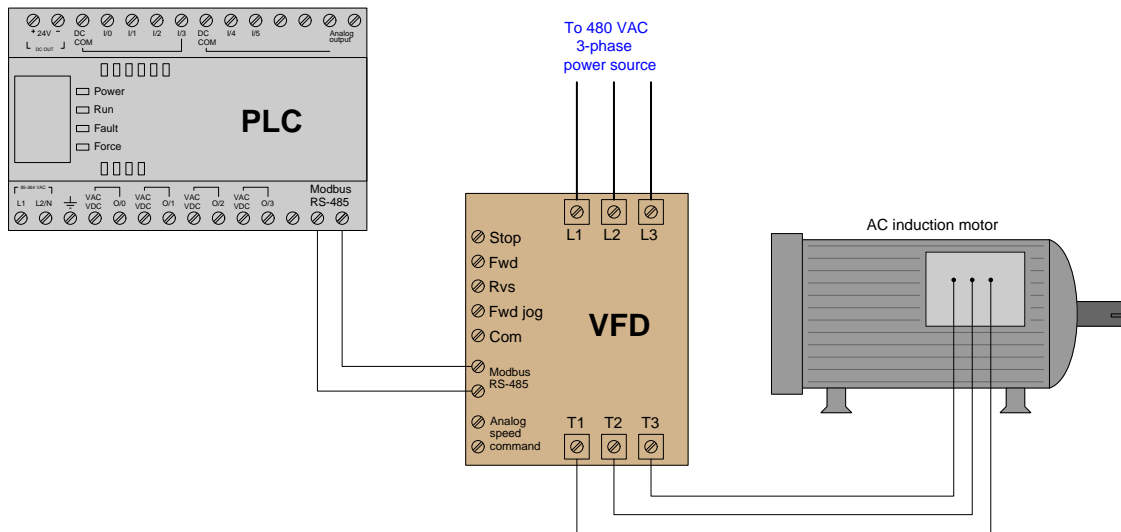 + 24V -
DC OUT
DC
COM
I/0
I/1
I/2
I/3
DC
COM
I/4
I/5
Analog
output
Power
Run
Fault
Force
PLC
85-264 VAC
L1
L2/N
VAC
VDC
O/0
VAC
VDC
O/1
VAC
VDC
O/2
VAC
VDC
O/3
Modbus
RS-485
To 480 VAC
3-phase
power source
L1
L2
L3
Stop
Fwd
Rvs
Fwd jog
Com
VFD
Modbus
RS-485
Analog
speed
command
T1
T2
T3
AC induction motor